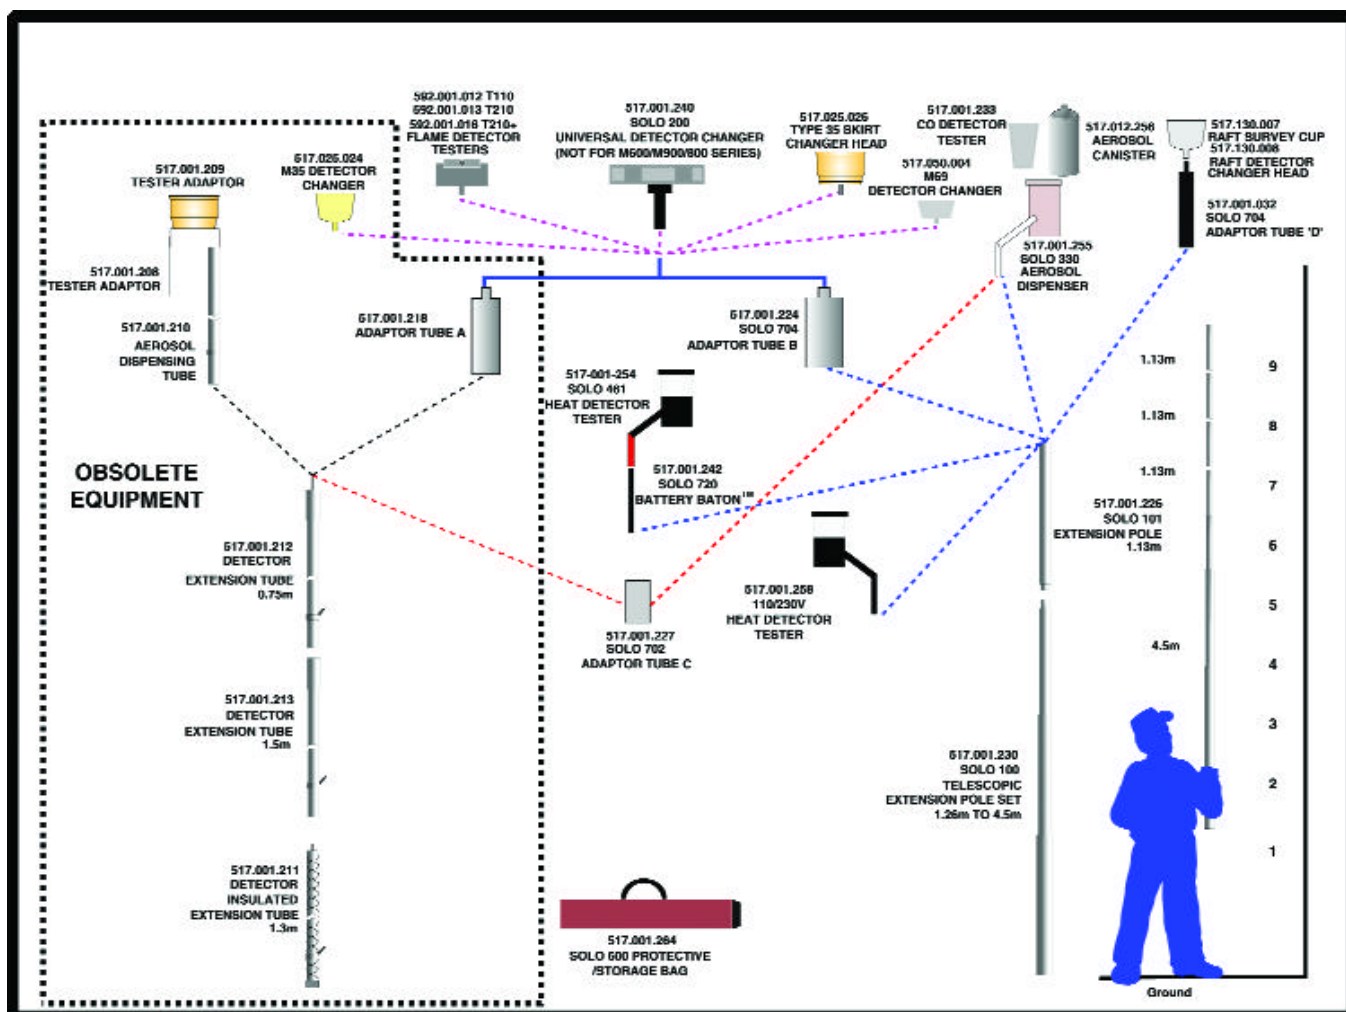 582.001.012 T110
592.001.013 T210
592.001.016 T210+
FLAME DETECTOR
TESTERS
517.001.240
SOLO 200
UNIVERSAL DETECTOR CHANGER
(NOT FOR M600/M900/800 SERIES)
517.025.026
TYPE 35 SKIRT
CHANGER HEAD
517.001.233
CO DETECTOR
TESTER
517.012.256
AEROSOL
CANISTER
517.130.007
RAFT SURVEY CUP
517.130.008
RAFT DETECTOR
CHANGER HEAD
517.001.209
TESTER ADAPTOR
517.025.024
M35 DETECTOR
CHANGER
517.050.004
M69
DETECTOR CHANGER
517.001.032
SOLO 704
ADAPTOR TUBE 'D'
517.001.255
SOLO 330
AEROSOL
DISPENSER
517.001.208
TESTER ADAPTOR
517.001.210
AEROSOL
DISPENSING
TUBE
517.001.218
ADAPTOR TUBE A
517.001.224
SOLO 704
ADAPTOR TUBE B
517-001-254
SOLO 461
HEAT DETECTOR
TESTER
517.001.242
SOLO 720
BATTERY BATON™
OBSOLETE
EQUIPMENT
1.13m
1.13m
1.13m
9
8
7
6
5
4
3
2
1
517.001.226
SOLO 101
EXTENSION POLE
1.13m
517.001.212
DETECTOR
EXTENSION TUBE
0.75m
517.001.258
110/230V
HEAT DETECTOR
TESTER
517.001.227
SOLO 702
ADAPTOR TUBE C
4.5m
517.001.213
DETECTOR
EXTENSION TUBE
1.5m
517.001.230
SOLO 100
TELESCOPIC
EXTENSION POLE SET
1.26m TO 4.5m
517.001.211
DETECTOR
INSULATED
EXTENSION TUBE
1.3m
517.001.264
SOLO 600 PROTECTIVE
/STORAGE BAG
Ground